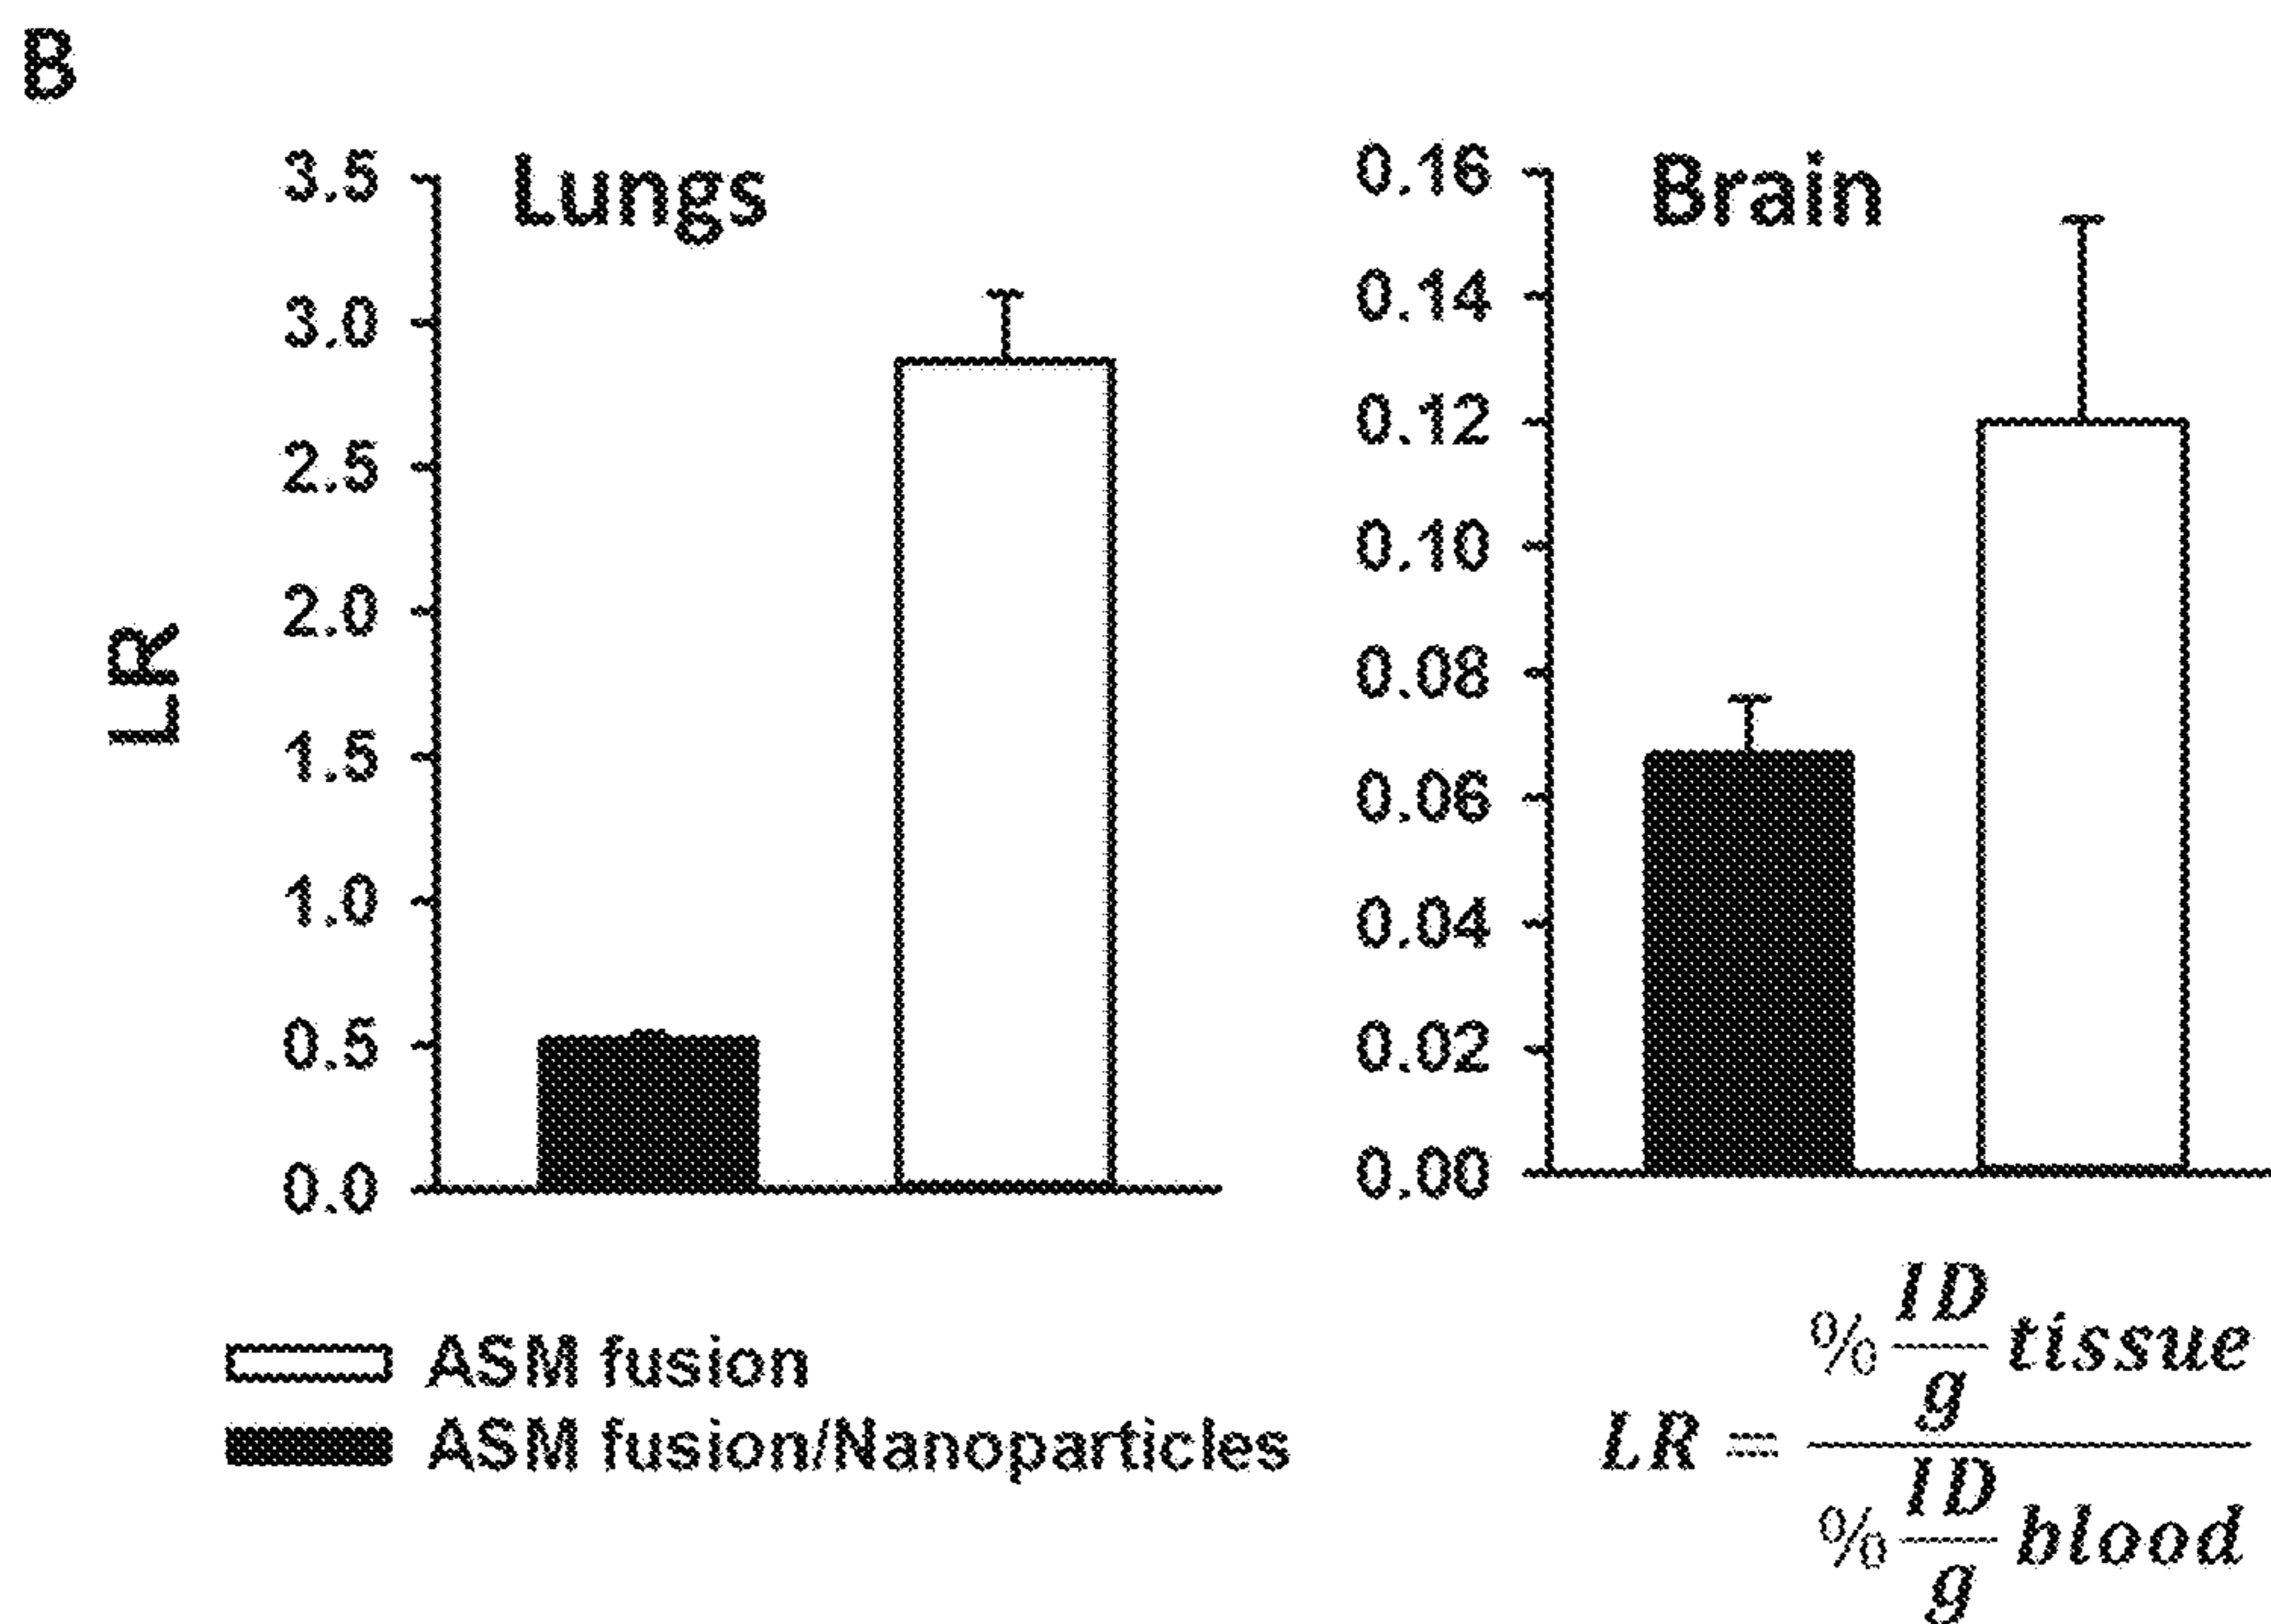 B
Lungs
3.5
3.0
2.5
2.0
1.5
1.0
0.5
0.0
LR
Brain
0.16
0.14
0.12
0.10
0.08
0.06
0.04
0.02
0.00
ASM fusion
ASM fusion/Nanoparticles
LR = % ID/g tissue / % ID/g blood